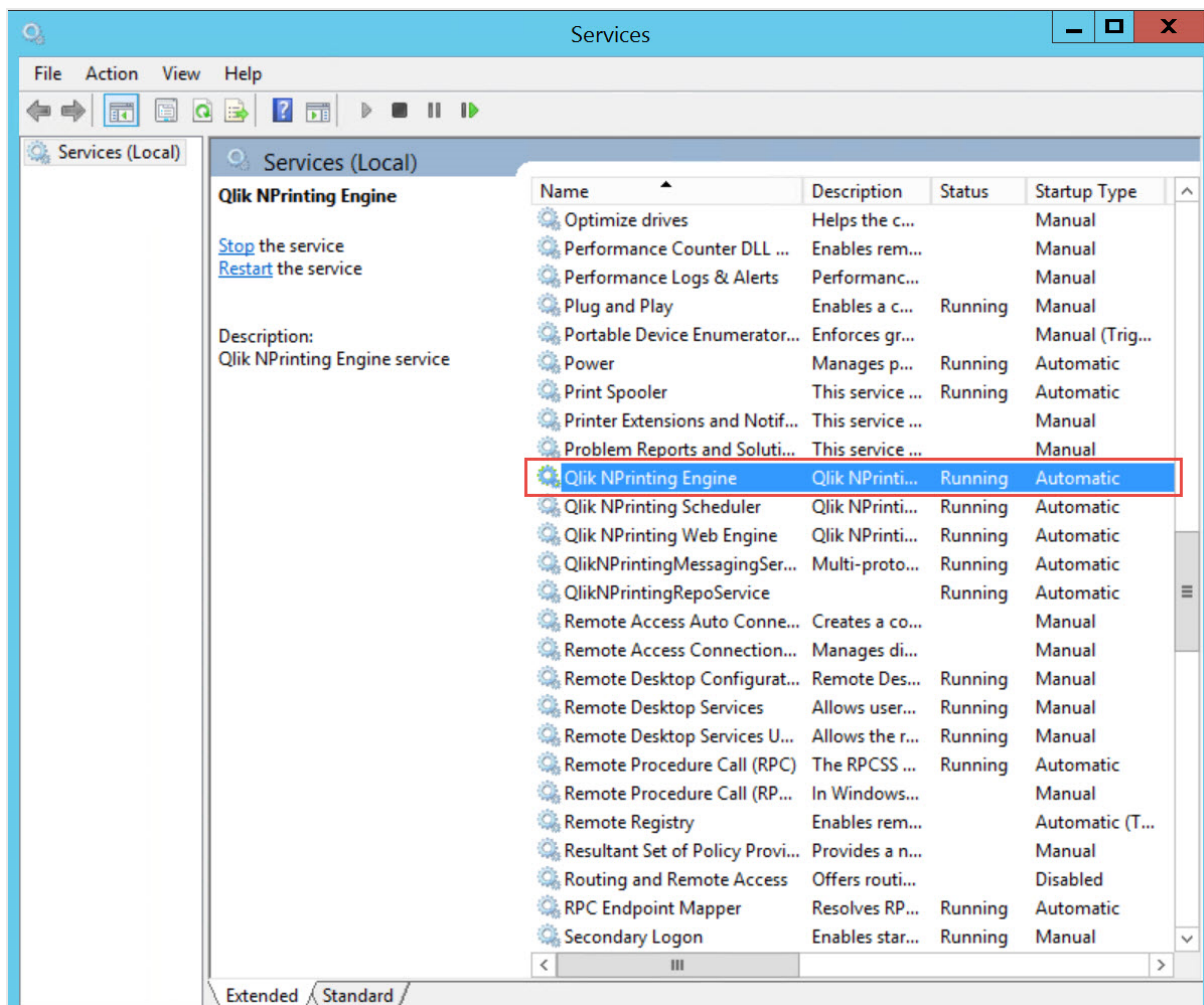 Services
File Action View Help
Services (Local)
Services (Local)
Qlik NPrinting Engine
Stop the service
Restart the service
Description:
Qlik NPrinting Engine service
Name Description Status Startup Type
Optimize drives Helps the c... Manual
Performance Counter DLL ... Enables rem... Manual
Performance Logs & Alerts Performanc... Manual
Plug and Play Enables a c... Running Manual
Portable Device Enumerator... Enforces gr... Manual (Trig...
Power Manages p... Running Automatic
Print Spooler This service ... Running Automatic
Printer Extensions and Notif... This service ... Manual
Problem Reports and Soluti... This service ... Manual
Qlik NPrinting Engine Qlik NPrinti... Running Automatic
Qlik NPrinting Scheduler Qlik NPrinti... Running Automatic
Qlik NPrinting Web Engine Qlik NPrinti... Running Automatic
QlikNPrintingMessagingSer... Multi-proto... Running Automatic
QlikNPrintingRepoService Running Automatic
Remote Access Auto Conne... Creates a co... Manual
Remote Access Connection... Manages di... Manual
Remote Desktop Configurat... Remote Des... Running Manual
Remote Desktop Services Allows user... Running Manual
Remote Desktop Services U... Allows the r... Running Manual
Remote Procedure Call (RPC) The RPCSS ... Running Automatic
Remote Procedure Call (RP... In Windows... Manual
Remote Registry Enables rem... Automatic (T...
Resultant Set of Policy Provi... Provides a n... Manual
Routing and Remote Access Offers routi... Disabled
RPC Endpoint Mapper Resolves RP... Running Automatic
Secondary Logon Enables star... Running Manual
Extended Standard